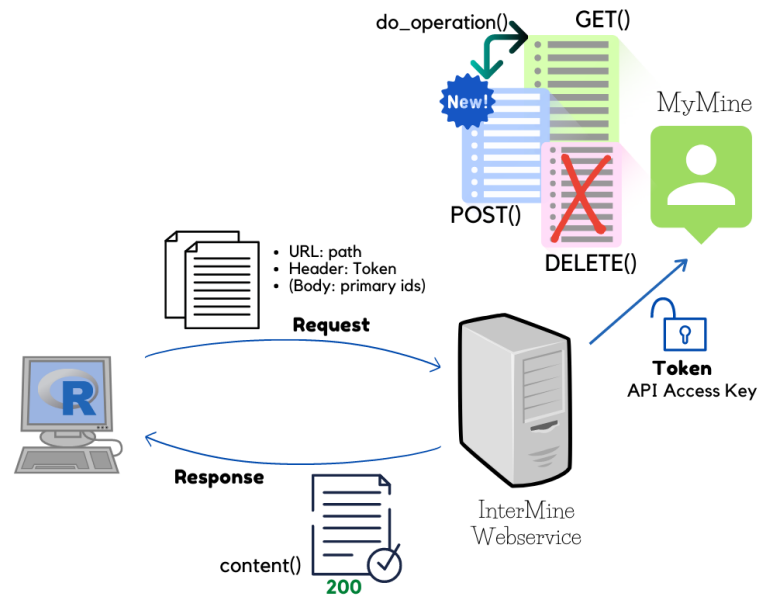 do_operation()
GET()
New!
MyMine
POST()
DELETE()
• URL: path
• Header: Token
• (Body: primary ids)
Request
R
Token
API Access Key
Response
InterMine
Webservice
content()
200